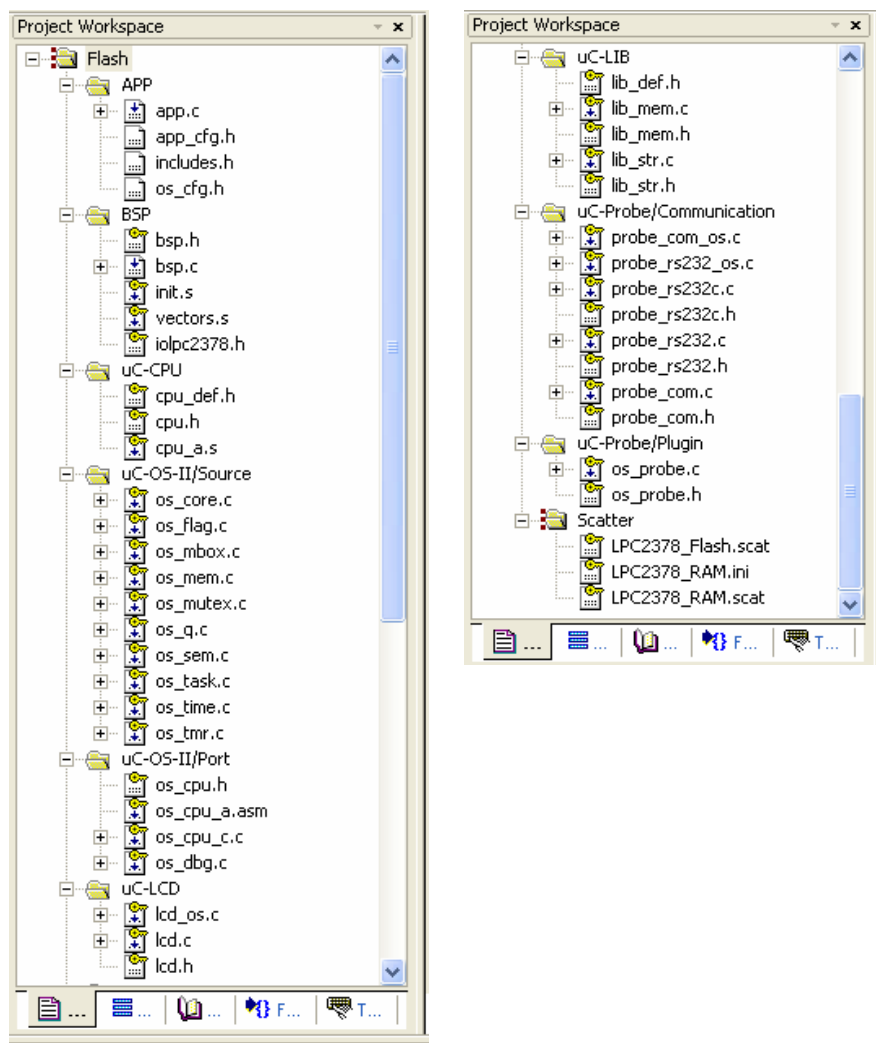 Project Workspace
Flash
APP
app.c
app_cfg.h
includes.h
os_cfg.h
BSP
bsp.h
bsp.c
init.s
vectors.s
iolpc2378.h
uC-CPU
cpu_def.h
cpu.h
cpu_a.s
uC-OS-II/Source
os_core.c
os_flag.c
os_mbox.c
os_mem.c
os_mutex.c
os_q.c
os_sem.c
os_task.c
os_time.c
os_tmr.c
uC-OS-II/Port
os_cpu.h
os_cpu_a.asm
os_cpu_c.c
os_dbg.c
uC-LCD
lcd_os.c
lcd.c
lcd.h
... ... ... F... T...
Project Workspace
uC-LIB
lib_def.h
lib_mem.c
lib_mem.h
lib_str.c
lib_str.h
uC-Probe/Communication
probe_com_os.c
probe_rs232_os.c
probe_rs232c.c
probe_rs232c.h
probe_rs232.c
probe_rs232.h
probe_com.c
probe_com.h
uC-Probe/Plugin
os_probe.c
os_probe.h
Scatter
LPC2378_Flash.scat
LPC2378_RAM.ini
LPC2378_RAM.scat
... ... ... F... T...